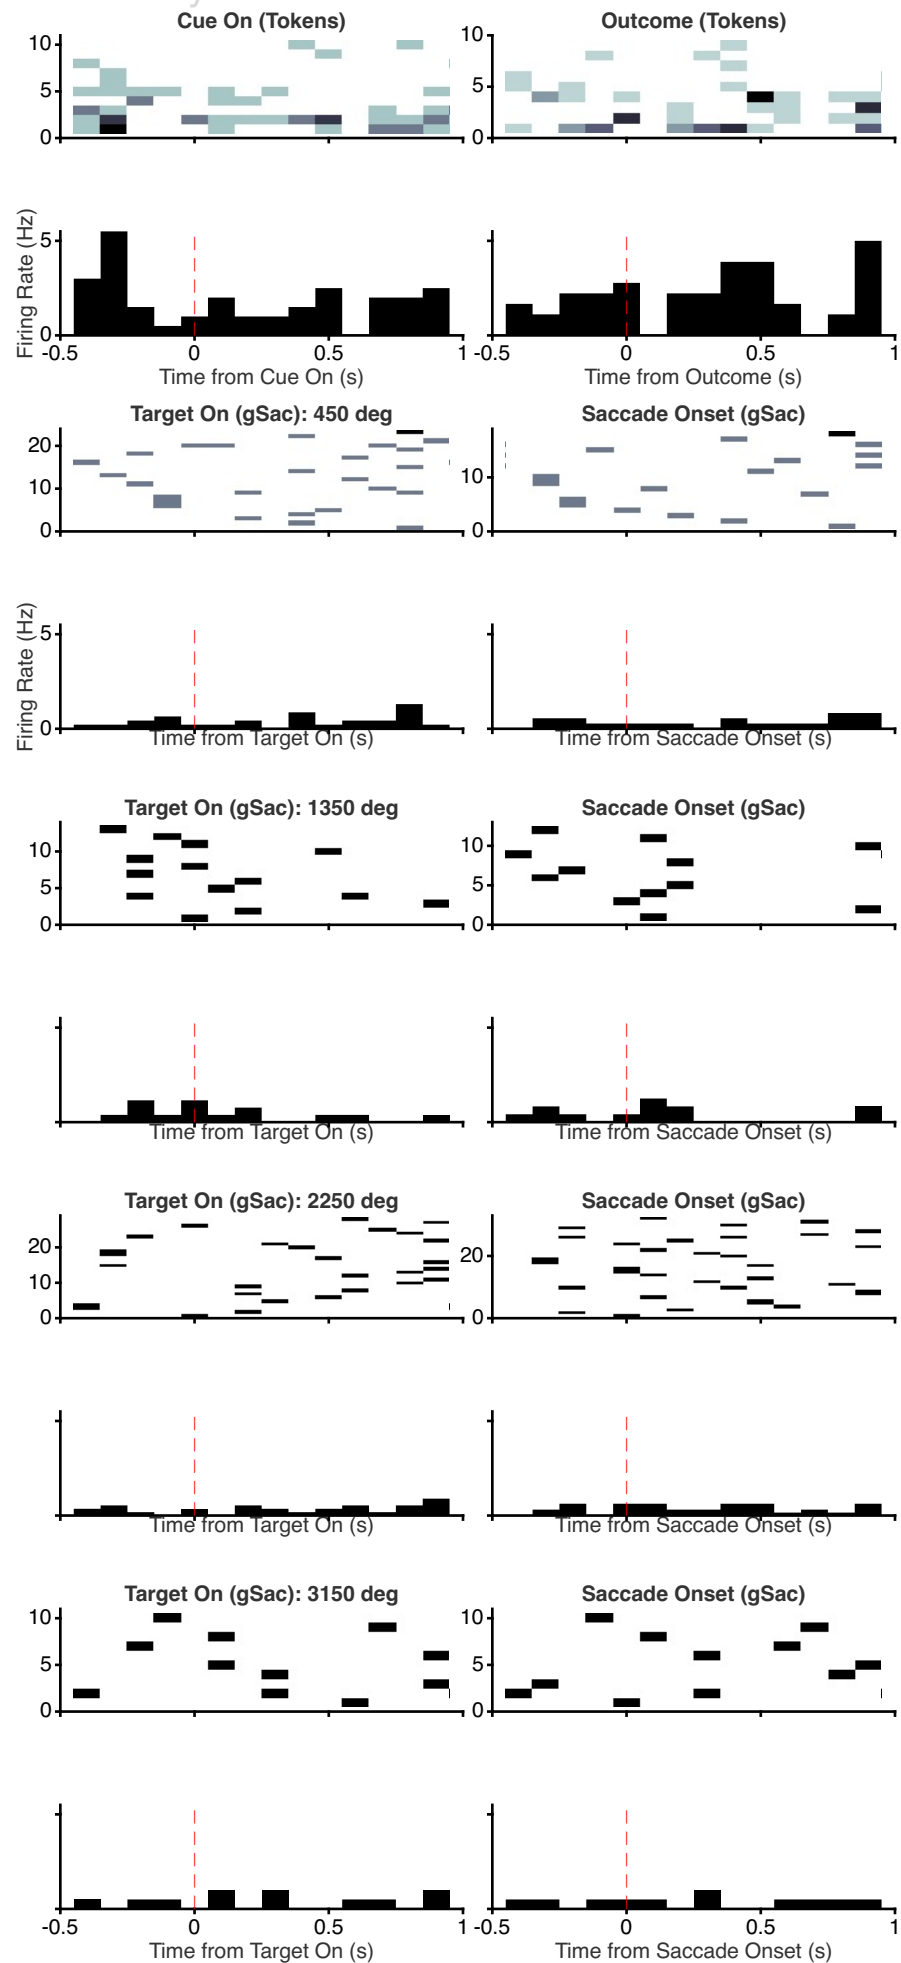 Cue On (Tokens) Outcome (Tokens)
10 10
5 5
0 0
Firing Rate (Hz)
5
0
-0.5 0 0.5 1 -0.5 0 0.5 1
Time from Cue On (s) Time from Outcome (s)
Target On (gSac): 450 deg Saccade Onset (gSac)
20
10 10
0 0
Firing Rate (Hz)
5
0
Time from Target On (s) Time from Saccade Onset (s)
Target On (gSac): 1350 deg Saccade Onset (gSac)
10 10
5 5
0 0
Time from Target On (s) Time from Saccade Onset (s)
Target On (gSac): 2250 deg Saccade Onset (gSac)
20 20
10
0 0
Time from Target On (s) Time from Saccade Onset (s)
Target On (gSac): 3150 deg Saccade Onset (gSac)
10 10
5 5
0 0
-0.5 0 0.5 1 -0.5 0 0.5 1
Time from Target On (s) Time from Saccade Onset (s)